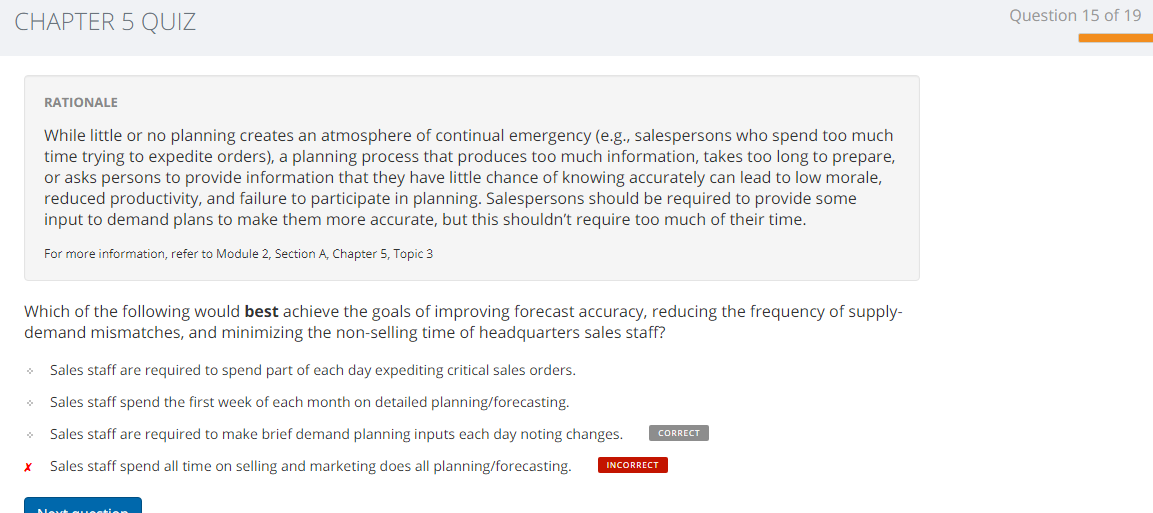 CHAPTER 5 QUIZ
Question 15 of 19
RATIONALE
While little or no planning creates an atmosphere of continual emergency (e.g., salespersons who spend too much
time trying to expedite orders), a planning process that produces too much information, takes too long to prepare,
or asks persons to provide information that they have little chance of knowing accurately can lead to low morale,
reduced productivity, and failure to participate in planning. Salespersons should be required to provide some
input to demand plans to make them more accurate, but this shouldn’t require too much of their time.
For more information, refer to Module 2, Section A, Chapter 5, Topic 3
Which of the following would best achieve the goals of improving forecast accuracy, reducing the frequency of supply-
demand mismatches, and minimizing the non-selling time of headquarters sales staff?
Sales staff are required to spend part of each day expediting critical sales orders.
Sales staff spend the first week of each month on detailed planning/forecasting.
Sales staff are required to make brief demand planning inputs each day noting changes. CORRECT
✗ Sales staff spend all time on selling and marketing does all planning/forecasting. INCORRECT
Next question